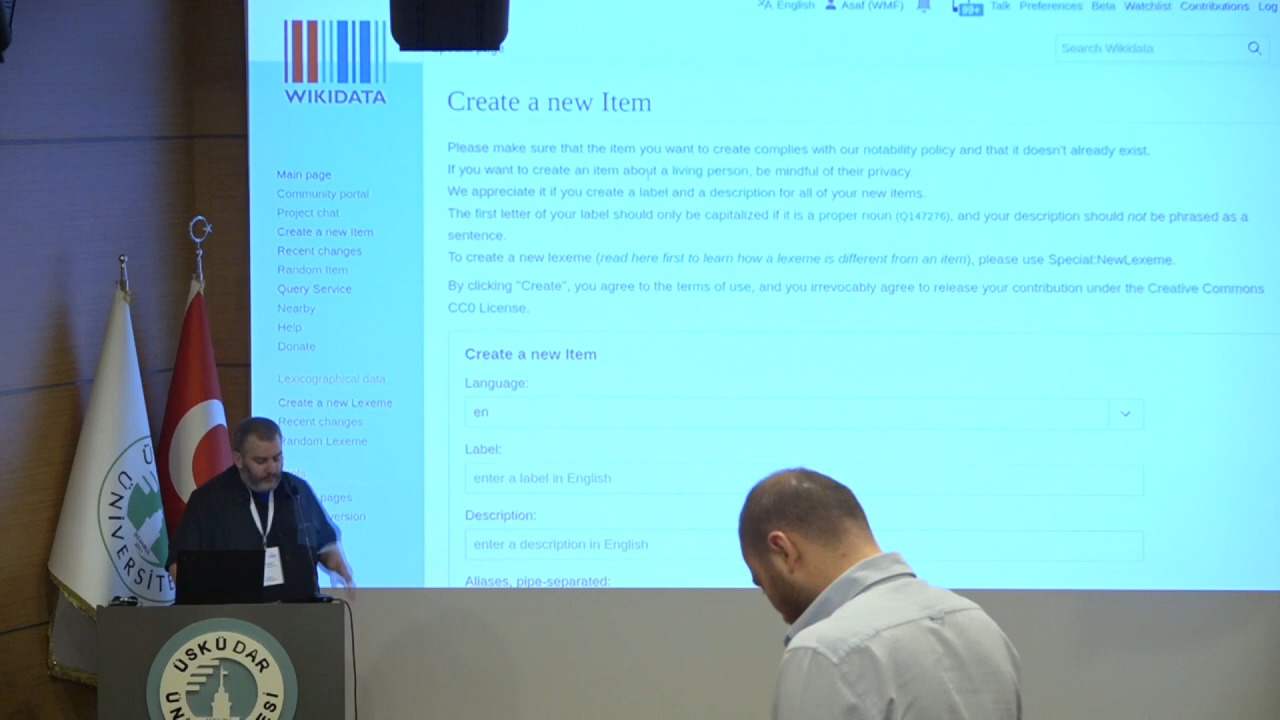 English
Asaf (WMF)
99+
Talk
Preferences
Beta
Watchlist
Contributions
Log
Search Wikidata
WIKIDATA
Create a new Item
Please make sure that the item you want to create complies with our notability policy and that it doesn't already exist.
If you want to create an item about a living person, be mindful of their privacy.
We appreciate it if you create a label and a description for all of your new items.
The first letter of your label should only be capitalized if it is a proper noun (Q147276), and your description should not be phrased as a
sentence.
To create a new lexeme (read here first to learn how a lexeme is different from an item), please use Special:NewLexeme.
By clicking "Create", you agree to the terms of use, and you irrevocably agree to release your contribution under the Creative Commons
CC0 License.
Main page
Community portal
Project chat
Create a new Item
Recent changes
Random Item
Query Service
Nearby
Help
Donate
Lexicographical data
Create a new Lexeme
Recent changes
Random Lexeme
pages
version
Create a new Item
Language:
en
Label:
enter a label in English
Description:
enter a description in English
Aliases, pipe-separated:
ÜNİVERSİTE
ÜSKÜDAR